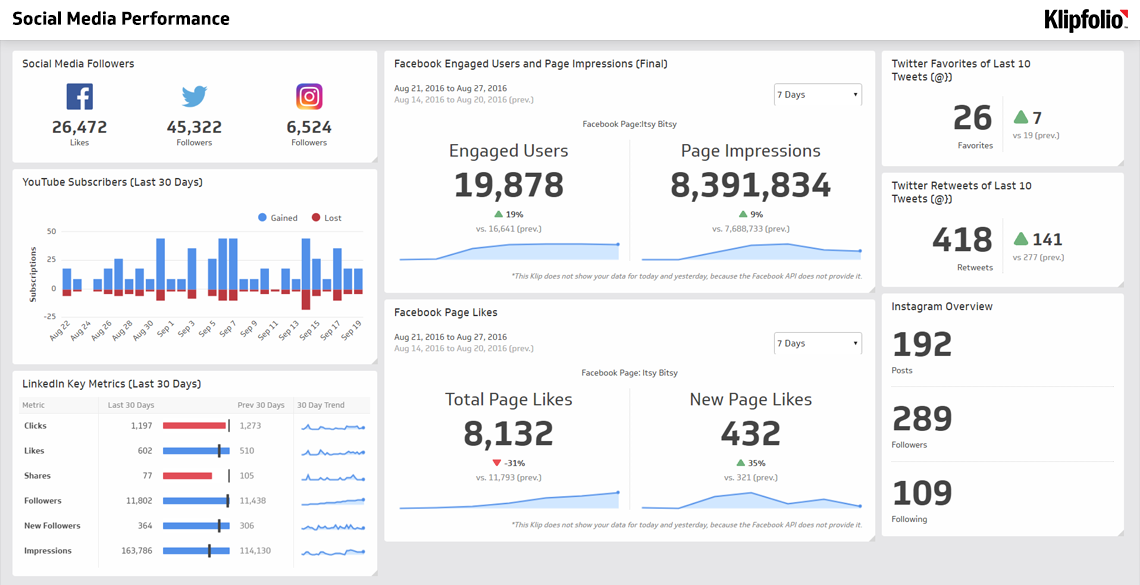 Social Media Performance
Klipfolio
Social Media Followers
26,472
Likes
45,322
Followers
6,524
Followers
YouTube Subscribers (Last 30 Days)
Gained Lost
Subscriptions
50
25
0
-25
Aug 22 Aug 24 Aug 26 Aug 28 Aug 30 Sep 1 Sep 3 Sep 5 Sep 7 Sep 9 Sep 11 Sep 13 Sep 15 Sep 17 Sep 19
LinkedIn Key Metrics (Last 30 Days)
Metric Last 30 Days Prev 30 Days 30 Day Trend
Clicks 1,197 1,273
Likes 602 510
Shares 77 105
Followers 11,802 11,438
New Followers 364 306
Impressions 163,786 114,130
Facebook Engaged Users and Page Impressions (Final)
Aug 21, 2016 to Aug 27, 2016
Aug 14, 2016 to Aug 20, 2016 (prev.)
7 Days
Facebook Page:Itsy Bitsy
Engaged Users
19,878
19%
vs. 16,641 (prev.)
Page Impressions
8,391,834
9%
vs. 7,688,733 (prev.)
*This Klip does not show your data for today and yesterday, because the Facebook API does not provide it.
Facebook Page Likes
Aug 21, 2016 to Aug 27, 2016
Aug 14, 2016 to Aug 20, 2016 (prev.)
7 Days
Facebook Page: Itsy Bitsy
Total Page Likes
8,132
-31%
vs. 11,793 (prev.)
New Page Likes
432
35%
vs. 321 (prev.)
*This Klip does not show your data for today and yesterday, because the Facebook API does not provide it.
Twitter Favorites of Last 10
Tweets (@})
26
Favorites
7
vs 19 (prev.)
Twitter Retweets of Last 10
Tweets (@})
418
Retweets
141
vs 277 (prev.)
Instagram Overview
192
Posts
289
Followers
109
Following